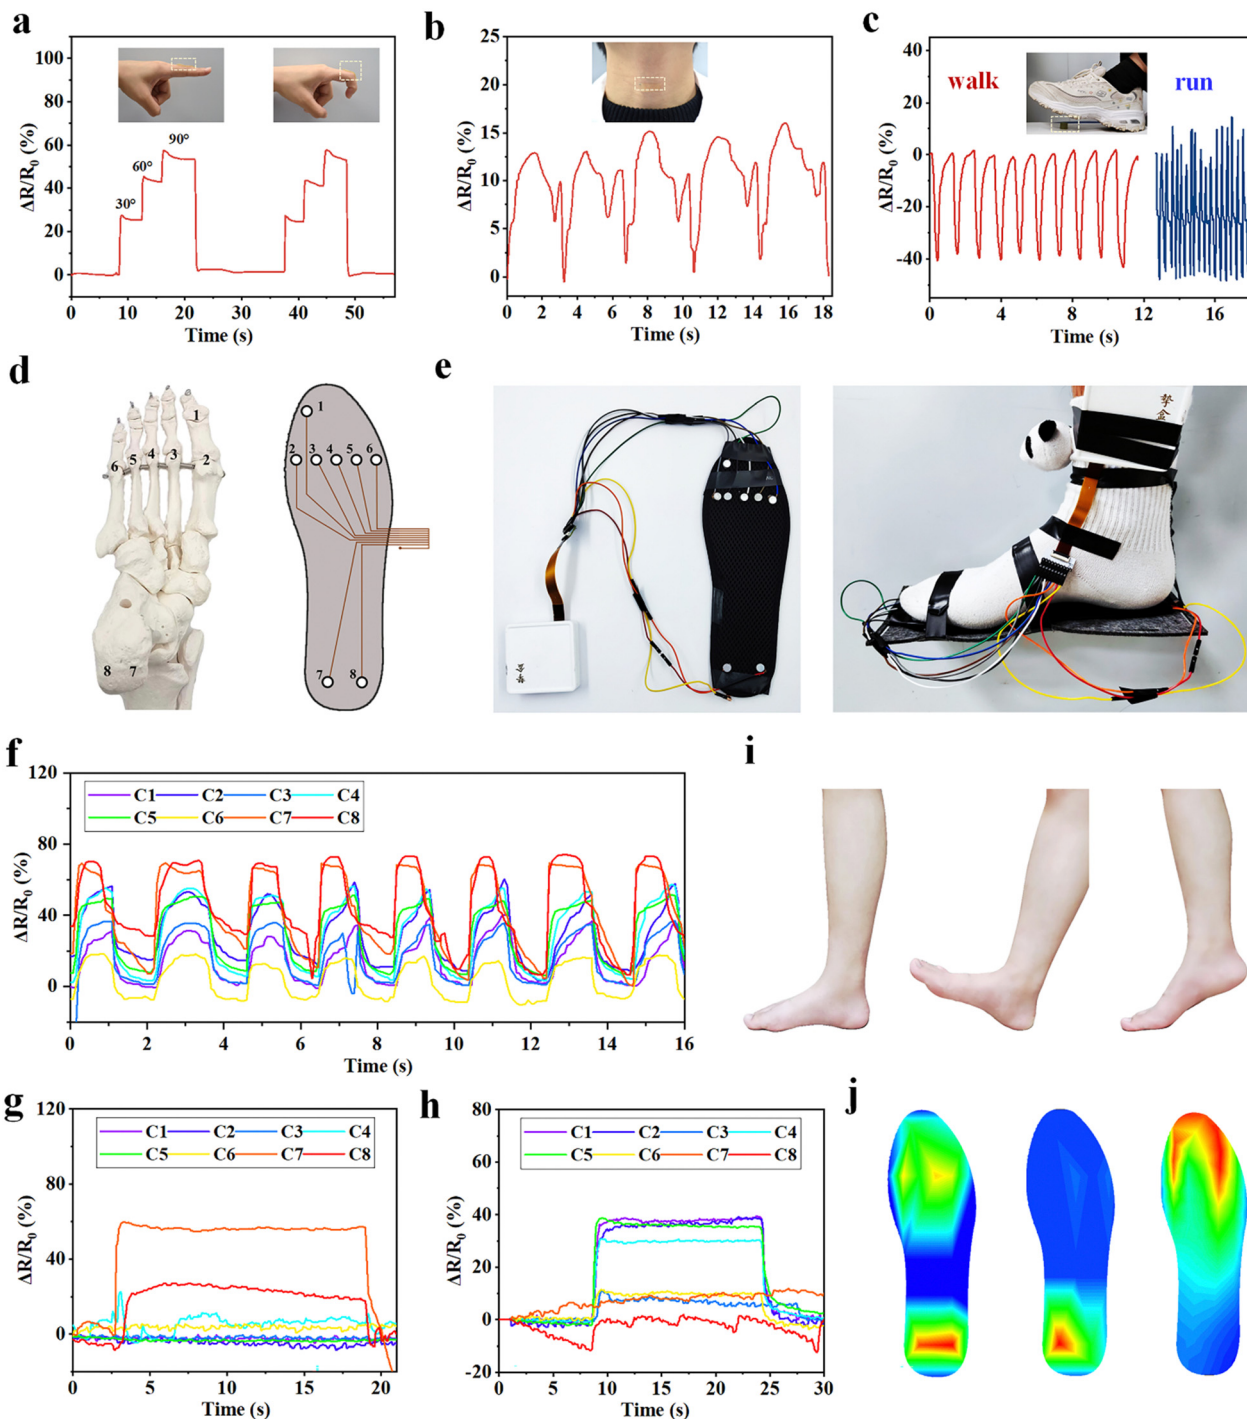 a
100
80
60
40
20
0
ΔR/R0 (%)
30°
60°
90°
0 10 20 30 40 50
Time (s)
b
25
20
15
10
5
0
ΔR/R0 (%)
0 2 4 6 8 10 12 14 16 18
Time (s)
c
40
20
0
-20
-40
ΔR/R0 (%)
walk
run
0 4 8 12 16
Time (s)
d
1
6 5 4 3 2
8 7
1
2 3 4 5 6
7 8
e
擎盒
擎盒
f
120
80
40
0
ΔR/R0 (%)
C1 C2 C3 C4
C5 C6 C7 C8
0 2 4 6 8 10 12 14 16
Time (s)
i
g
120
80
40
0
ΔR/R0 (%)
C1 C2 C3 C4
C5 C6 C7 C8
0 5 10 15 20
Time (s)
h
80
60
40
20
0
-20
ΔR/R0 (%)
C1 C2 C3 C4
C5 C6 C7 C8
0 5 10 15 20 25 30
Time (s)
j